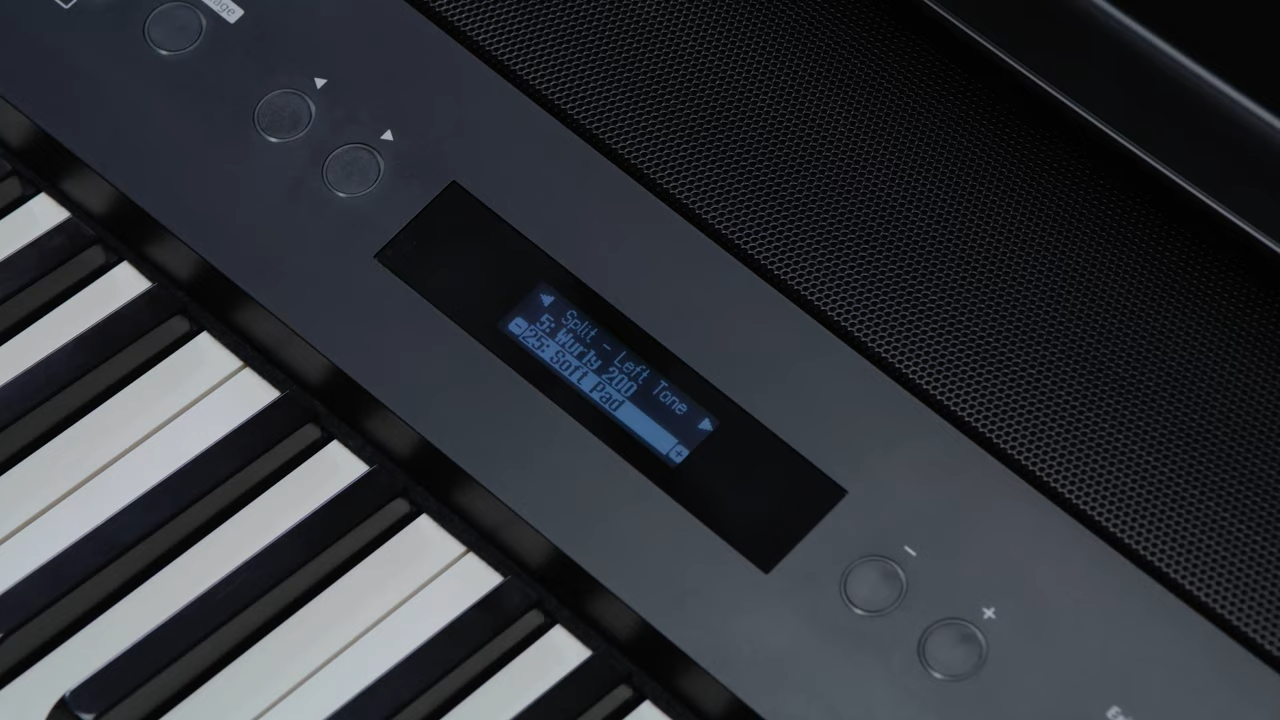 Split - Left Tone
5: Wurly 200
25: Soft Pad
-
+